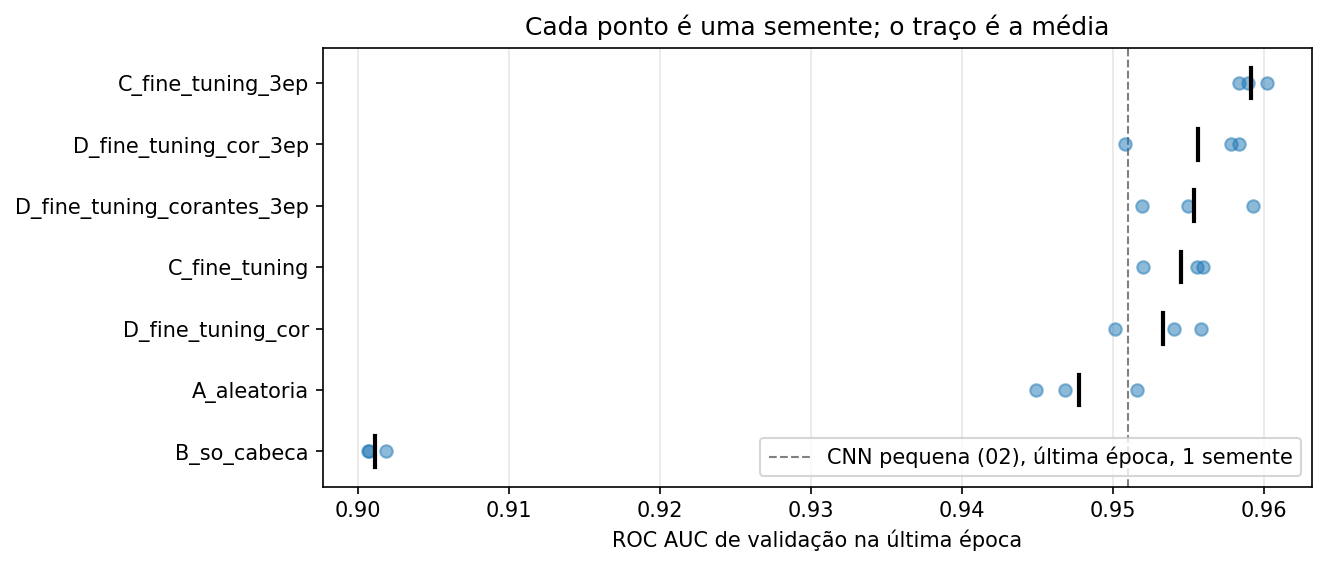 Cada ponto é uma semente; o traço é a média
C_fine_tuning_3ep
D_fine_tuning_cor_3ep
D_fine_tuning_corantes_3ep
C_fine_tuning
D_fine_tuning_cor
A_aleatoria
B_so_cabeca
CNN pequena (02), última época, 1 semente
0.90 0.91 0.92 0.93 0.94 0.95 0.96
ROC AUC de validação na última época